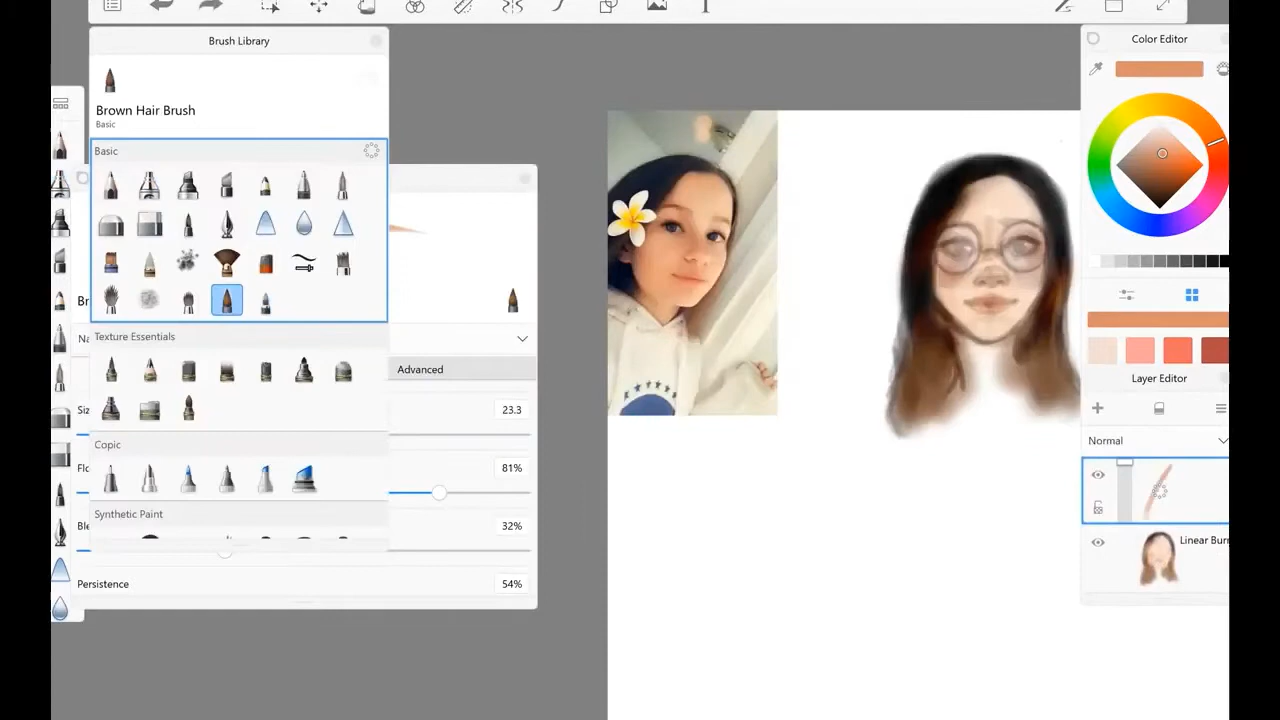 Brush Library
Brown Hair Brush
Basic
Basic
Texture Essentials
Copic
Synthetic Paint
Advanced
23.3
81%
32%
Persistence
54%
Color Editor
Layer Editor
Normal
Linear Burn